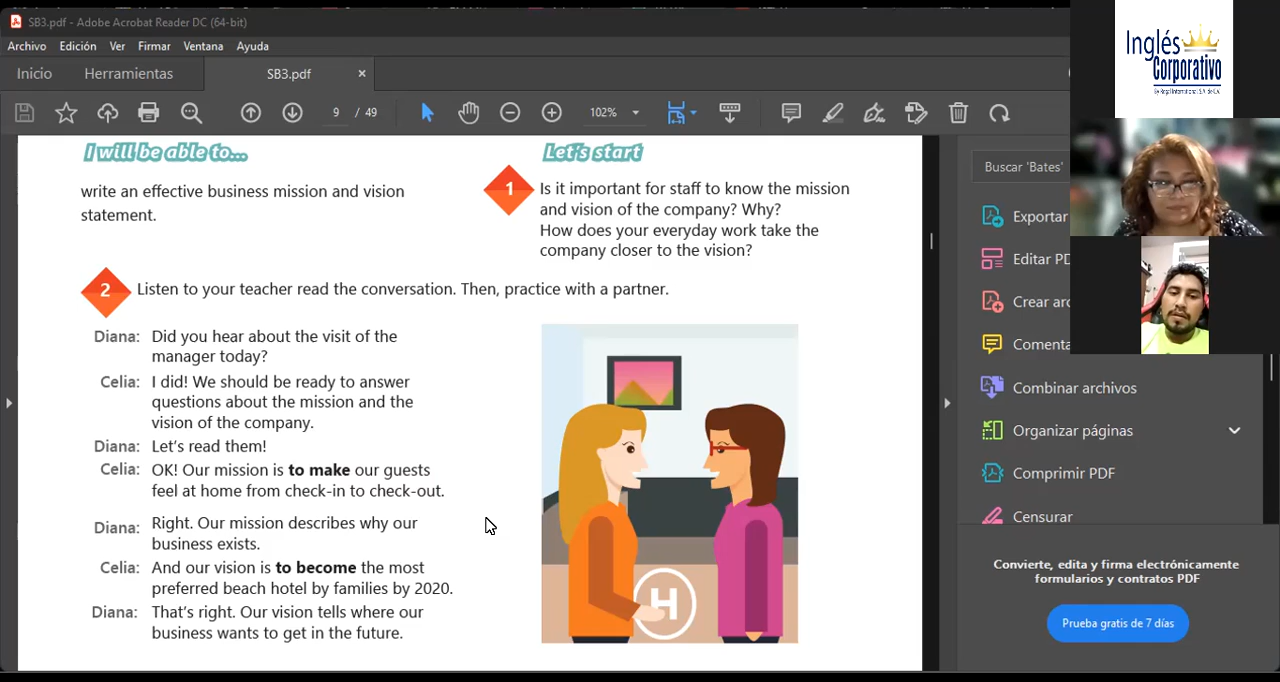 SB3.pdf - Adobe Acrobat Reader DC (64-bit)
Archivo Edición Ver Firmar Ventana Ayuda
Inicio Herramientas SB3.pdf ×
9 / 49 102%
I will be able to...
write an effective business mission and vision
statement.
Let's start
1 Is it important for staff to know the mission
and vision of the company? Why?
How does your everyday work take the
company closer to the vision?
2 Listen to your teacher read the conversation. Then, practice with a partner.
Diana: Did you hear about the visit of the
manager today?
Celia: I did! We should be ready to answer
questions about the mission and the
vision of the company.
Diana: Let's read them!
Celia: OK! Our mission is to make our guests
feel at home from check-in to check-out.
Diana: Right. Our mission describes why our
business exists.
Celia: And our vision is to become the most
preferred beach hotel by families by 2020.
Diana: That's right. Our vision tells where our
business wants to get in the future.
H
Inglés
Corporativo
Buscar 'Bates'
Exportar
Editar PD
Crear arc
Comenta
Combinar archivos
Organizar páginas
Comprimir PDF
Censurar
Convierte, edita y firma electrónicamente
formularios y contratos PDF
Prueba gratis de 7 días